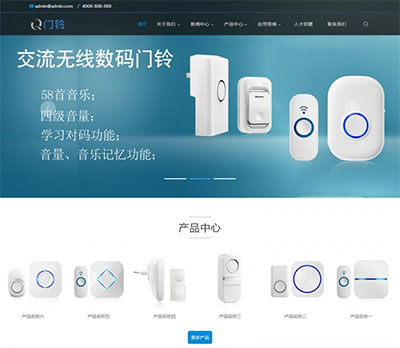 admin@admin.com 4008-888-888
门铃
首页 关于我们 新闻中心 产品中心 应用领域 人才招聘 联系我们
交流无线数码门铃
58首音乐；
四级音量；
学习对码功能；
音量、音乐记忆功能；
产品中心
产品名称六 产品名称五 产品名称四 产品名称三 产品名称二 产品名称一
更多产品